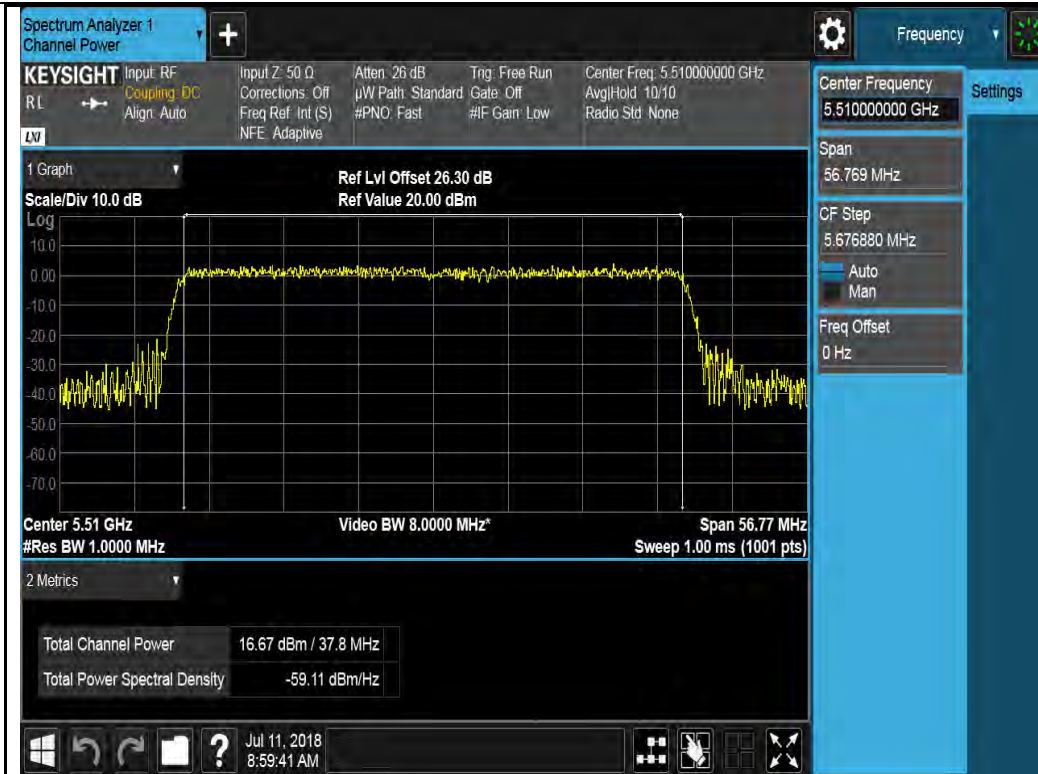 Spectrum Analyzer 1
Channel Power
+
Frequency
KEYSIGHT
R L
LXI
Input: RF
Coupling: DC
Align: Auto
Input Z: 50 Ω
Corrections: Off
Freq Ref: Int (S)
NFE: Adaptive
Atten: 26 dB
µW Path: Standard
#PNO: Fast
Trig: Free Run
Gate: Off
#IF Gain: Low
Center Freq: 5.510000000 GHz
Avg|Hold: 10/10
Radio Std: None
Center Frequency
5.510000000 GHz
Settings
Span
56.769 MHz
CF Step
5.676880 MHz
Auto
Man
Freq Offset
0 Hz
1 Graph
Scale/Div 10.0 dB
Ref Lvl Offset 26.30 dB
Ref Value 20.00 dBm
Log
10.0
0.00
-10.0
-20.0
-30.0
-40.0
-50.0
-60.0
-70.0
Center 5.51 GHz
#Res BW 1.0000 MHz
Video BW 8.0000 MHz*
Span 56.77 MHz
Sweep 1.00 ms (1001 pts)
2 Metrics
Total Channel Power 16.67 dBm / 37.8 MHz
Total Power Spectral Density -59.11 dBm/Hz
?
Jul 11, 2018
8:59:41 AM